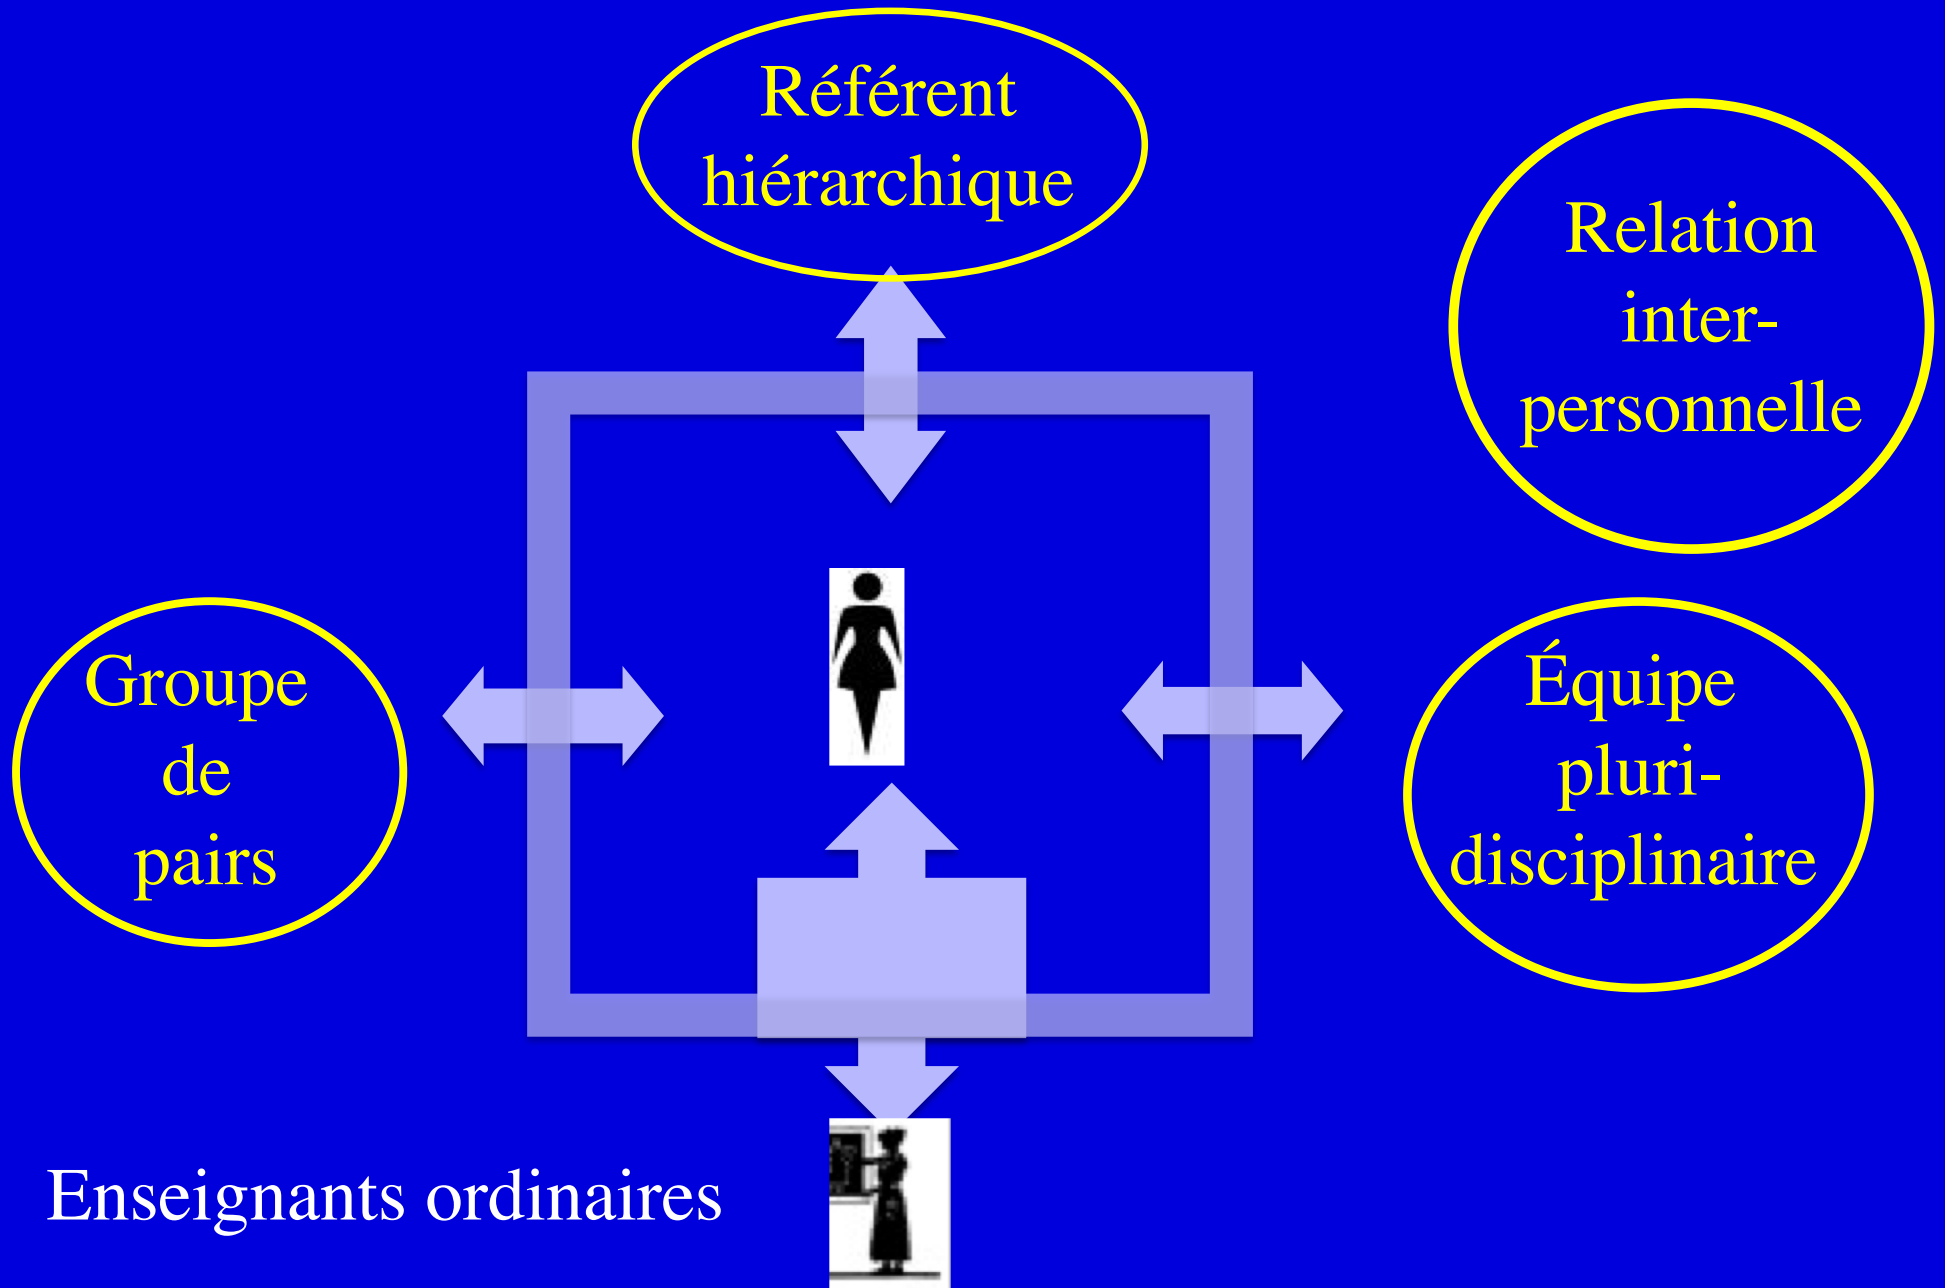 Référent
hiérarchique
Relation
inter-
personnelle
Groupe
de
pairs
Équipe
pluri-
disciplinaire
Enseignants ordinaires